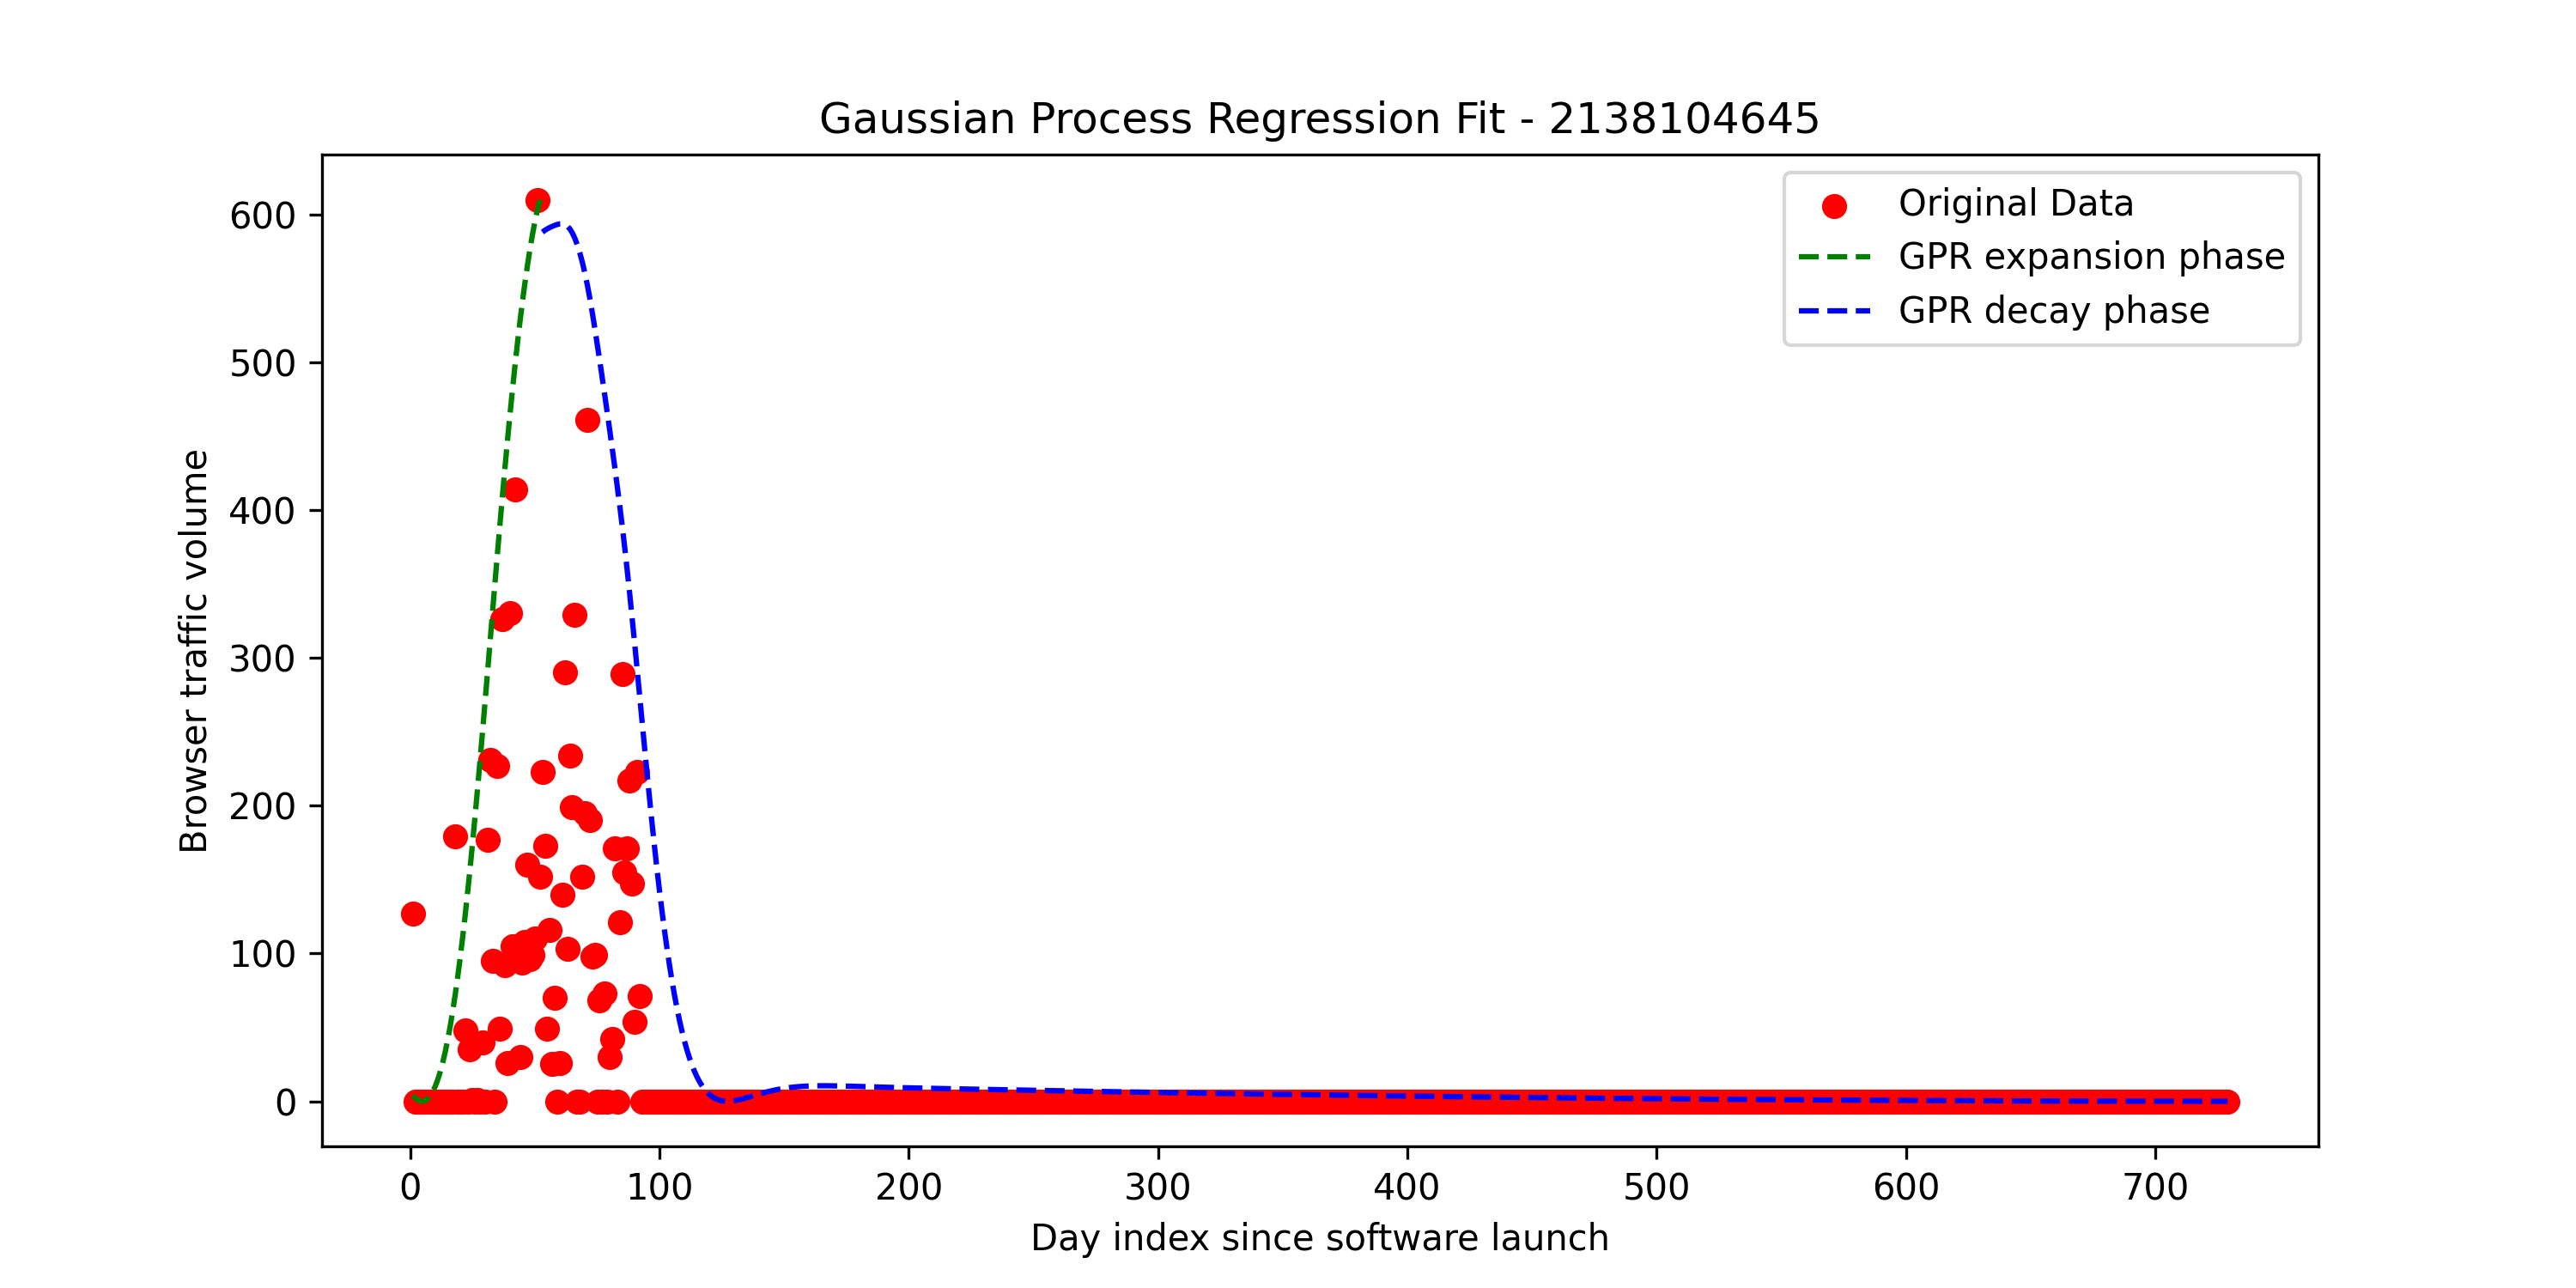 Gaussian Process Regression Fit - 2138104645
Original Data
GPR expansion phase
GPR decay phase
Browser traffic volume
600
500
400
300
200
100
0
0 100 200 300 400 500 600 700
Day index since software launch